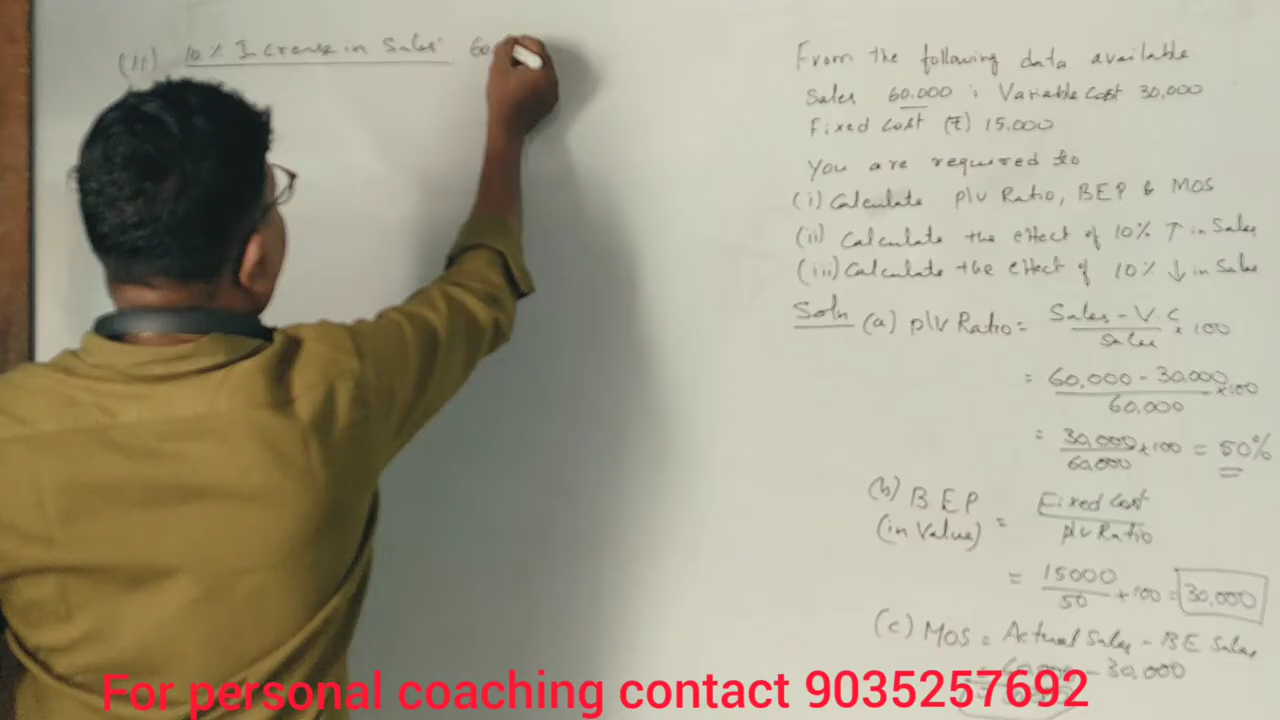 (ii) 10% Increase in Sales' 60
From the following data available
Sales 60.000 ; Variable Cost 30,000
Fixed Cost (₹) 15.000
You are required to
(i) Calculate p/v Ratio, BEP & MOS
(ii) Calculate the effect of 10% ↑ in Sales
(iii) Calculate the effect of 10% ↓ in Sales
Soln (a) p/v Ratio = Sales - V.C / Sales × 100
= 60,000 - 30.000 / 60.000 × 100
= 30,000 / 60.000 × 100 = 50%
(b) BEP (in Value) = Fixed Cost / p/v Ratio
= 15000 / 50 × 100 = 30,000
(c) MOS = Actual Sales - BE Sales
- 30,000
For personal coaching contact 9035257692